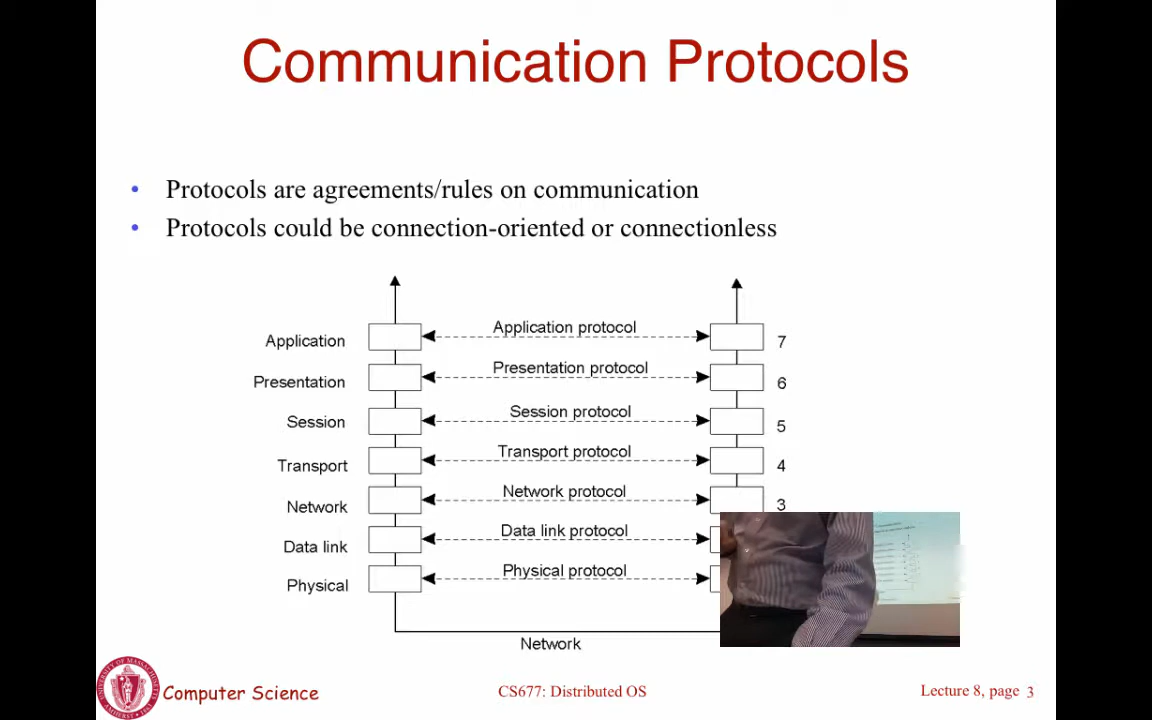 Communication Protocols
• Protocols are agreements/rules on communication
• Protocols could be connection-oriented or connectionless
Application Application protocol 7
Presentation Presentation protocol 6
Session Session protocol 5
Transport Transport protocol 4
Network Network protocol 3
Data link Data link protocol
Physical Physical protocol
Network
Computer Science CS677: Distributed OS Lecture 8, page 3